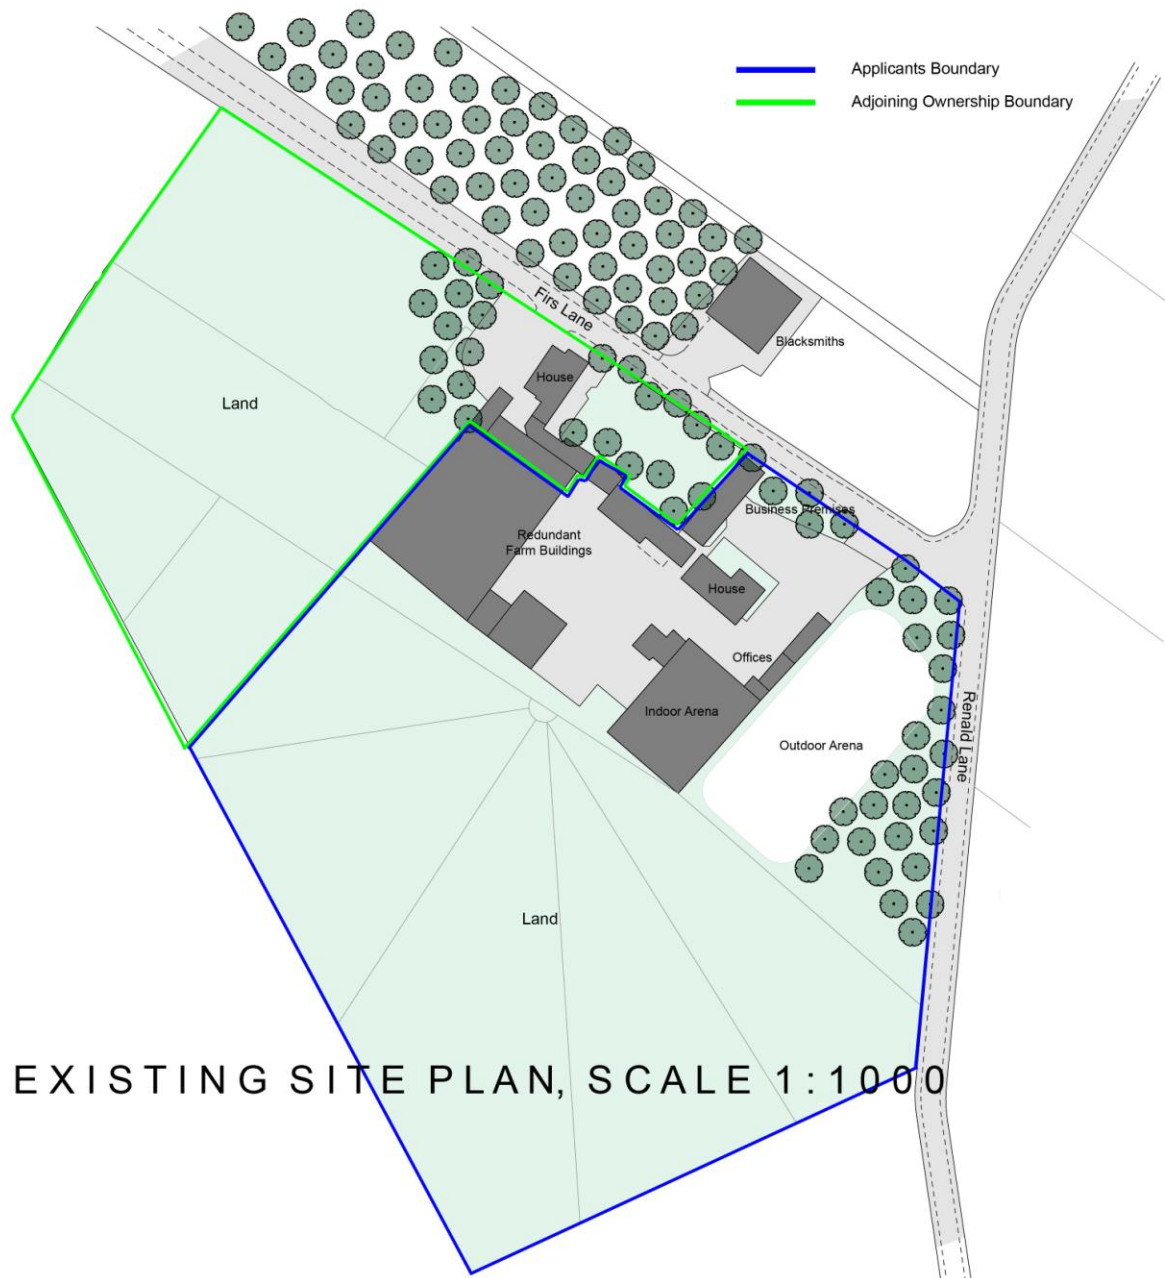 Applicants Boundary
Adjoining Ownership Boundary
Firs Lane
Blacksmiths
House
Land
Business Premises
Redundant
Farm Buildings
House
Offices
Indoor Arena
Renald Lane
Outdoor Arena
Land
EXISTING SITE PLAN, SCALE 1:1000